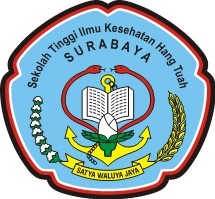 Sekolah Tinggi Ilmu Kesehatan Hang Tuah
SURABAYA
SATYA WALUYA JAYA